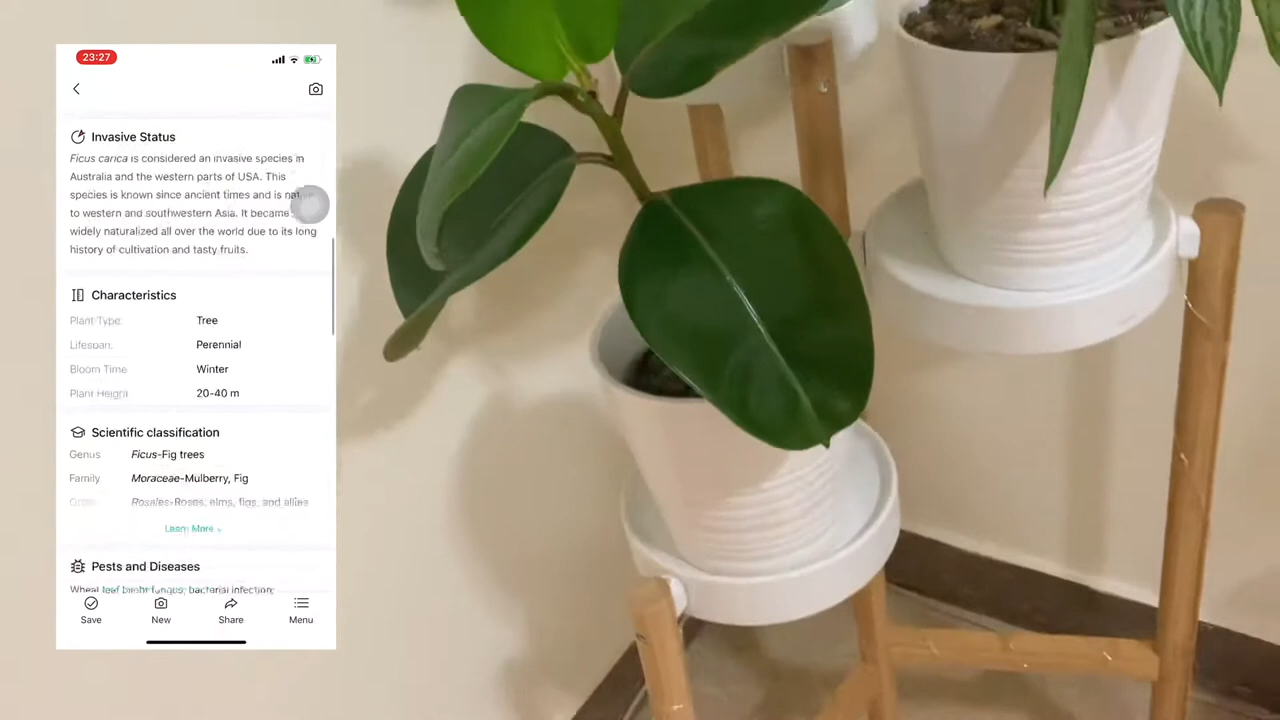 23:27
Invasive Status
Ficus carica is considered an invasive species in
Australia and the western parts of USA. This
species is known since ancient times and is native
to western and southwestern Asia. It became
widely naturalized all over the world due to its long
history of cultivation and tasty fruits.
Characteristics
Plant Type: Tree
Lifespan: Perennial
Bloom Time Winter
Plant Height 20-40 m
Scientific classification
Genus Ficus-Fig trees
Family Moraceae-Mulberry, Fig
Rosales-Roses, elms, figs, and allies
Learn More
Pests and Diseases
fungus, bacterial infection,
Save
New
Share
Menu